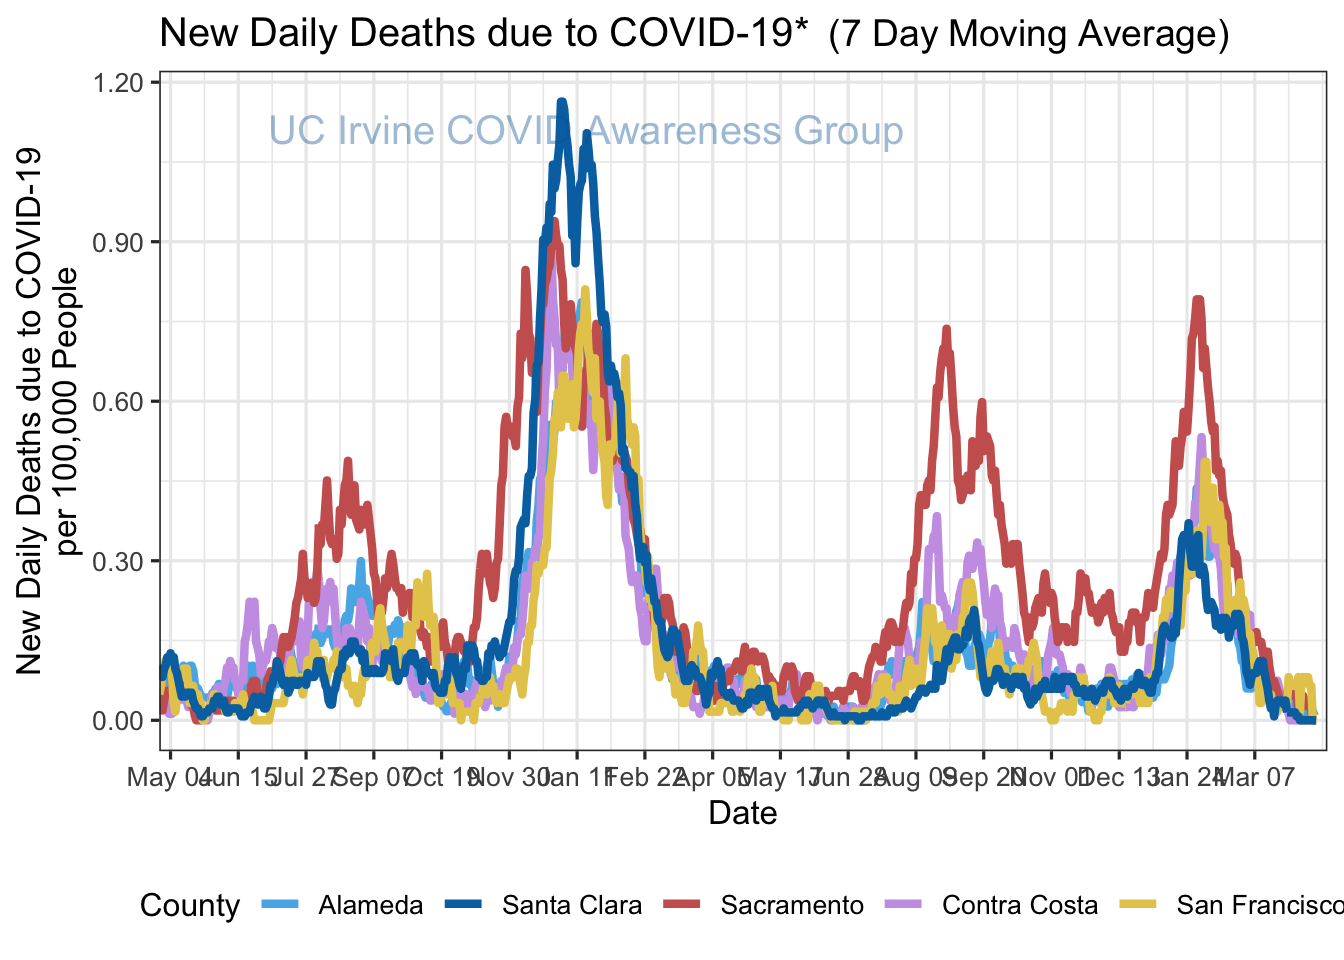 New Daily Deaths due to COVID-19* (7 Day Moving Average)
UC Irvine COVID Awareness Group
New Daily Deaths due to COVID-19
per 100,000 People
1.20
0.90
0.60
0.30
0.00
May 04 Jun 15 Jul 27 Sep 07 Oct 19 Nov 30 Jan 11 Feb 22 Apr 05 May 17 Jun 28 Aug 09 Sep 20 Nov 01 Dec 13 Jan 24 Mar 07
Date
County Alameda Santa Clara Sacramento Contra Costa San Francisco